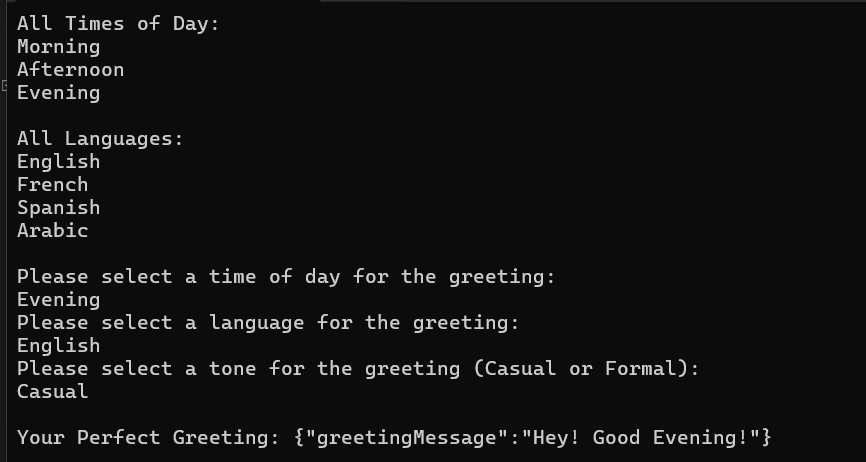 All Times of Day:
Morning
Afternoon
Evening
All Languages:
English
French
Spanish
Arabic
Please select a time of day for the greeting:
Evening
Please select a language for the greeting:
English
Please select a tone for the greeting (Casual or Formal):
Casual
Your Perfect Greeting: {"greetingMessage":"Hey! Good Evening!"}